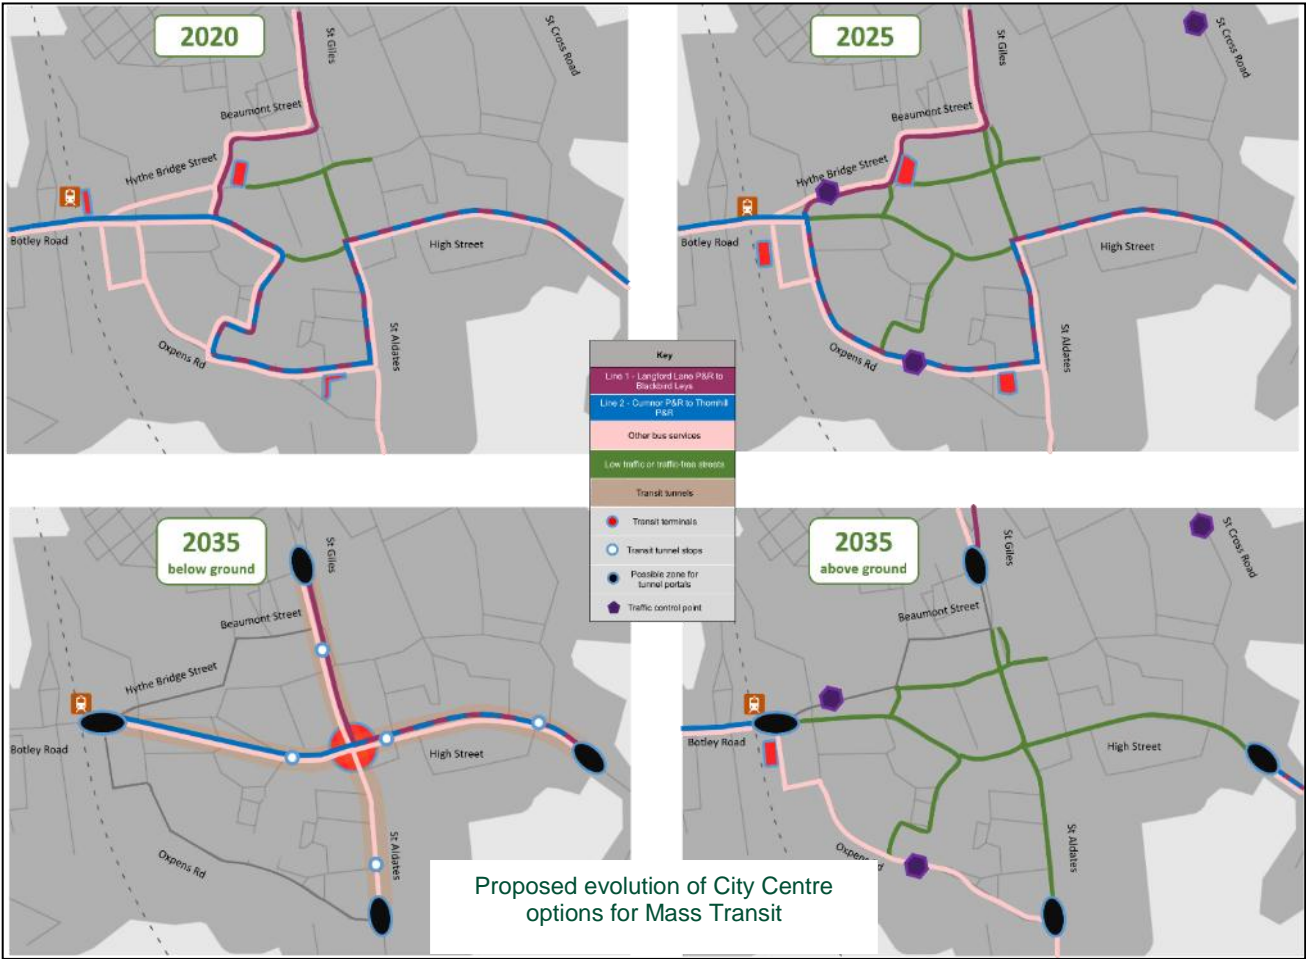 2020
St Giles
St Cross Road
Beaumont Street
Hythe Bridge Street
Botley Road
High Street
Oxpens Rd
St Aldates
2025
St Giles
St Cross Road
Beaumont Street
Hythe Bridge Street
Botley Road
High Street
Oxpens Rd
St Aldates
Key
Line 1 - Langford Lane P&R to
Blackbird Leys
Line 2 - Cumnor P&R to Thornhill
P&R
Other bus services
Low traffic or traffic-free streets
Transit tunnels
Transit terminals
Transit tunnel stops
Possible zone for
tunnel portals
Traffic control point
2035
below ground
St Giles
Beaumont Street
Hythe Bridge Street
Botley Road
High Street
Oxpens Rd
St Aldates
2035
above ground
St Giles
St Cross Road
Beaumont Street
Botley Road
High Street
Oxpens Rd
St Aldates
Proposed evolution of City Centre
options for Mass Transit